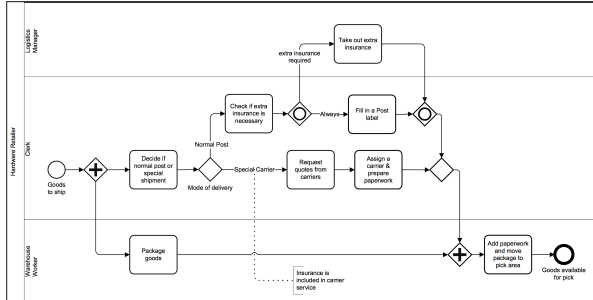 Hardware Retailer
Logistics
Manager
Take out extra
insurance
extra insurance
required
Clerk
Check if extra
insurance is
necessary
Always
Fill in a Post
label
Normal Post
Goods
to ship
Decide if
normal post or
special
shipment
Mode of delivery
Special Carrier
Request
quotes from
carriers
Assign a
carrier &
prepare
paperwork
Warehouse
Worker
Package
goods
Insurance is
included in carrier
service
Add paperwork
and move
package to
pick area
Goods available
for pick